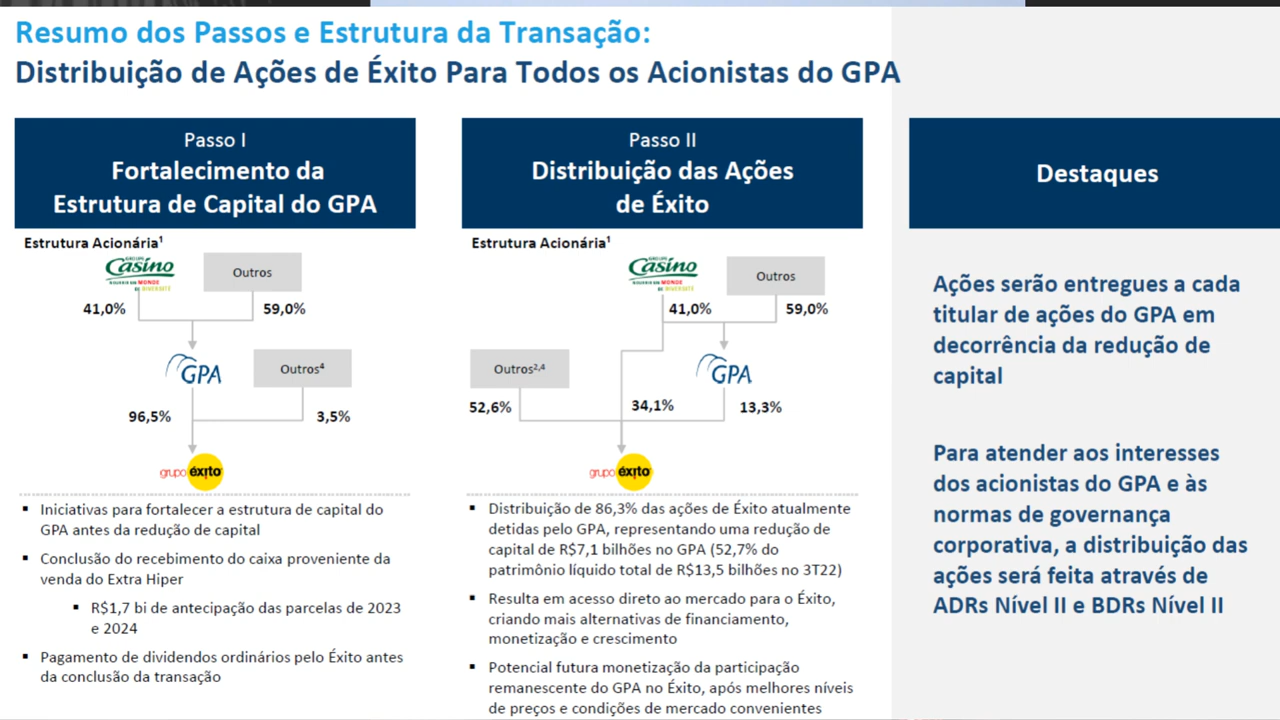 Resumo dos Passos e Estrutura da Transação:
Distribuição de Ações de Éxito Para Todos os Acionistas do GPA
Passo I
Fortalecimento da
Estrutura de Capital do GPA
Estrutura Acionária¹
Casino
Outros
41,0%
59,0%
GPA
Outros⁴
96,5%
3,5%
grupo éxito
Iniciativas para fortalecer a estrutura de capital do
GPA antes da redução de capital
Conclusão do recebimento do caixa proveniente da
venda do Extra Hiper
R$1,7 bi de antecipação das parcelas de 2023
e 2024
Pagamento de dividendos ordinários pelo Éxito antes
da conclusão da transação
Passo II
Distribuição das Ações
de Éxito
Estrutura Acionária¹
Casino
Outros
41,0%
59,0%
Outros²,⁴
GPA
52,6%
34,1%
13,3%
grupo éxito
Distribuição de 86,3% das ações de Éxito atualmente
detidas pelo GPA, representando uma redução de
capital de R$7,1 bilhões no GPA (52,7% do
patrimônio líquido total de R$13,5 bilhões no 3T22)
Resulta em acesso direto ao mercado para o Éxito,
criando mais alternativas de financiamento,
monetização e crescimento
Potencial futura monetização da participação
remanescente do GPA no Éxito, após melhores níveis
de preços e condições de mercado convenientes
Destaques
Ações serão entregues a cada
titular de ações do GPA em
decorrência da redução de
capital
Para atender aos interesses
dos acionistas do GPA e às
normas de governança
corporativa, a distribuição das
ações será feita através de
ADRs Nível II e BDRs Nível II